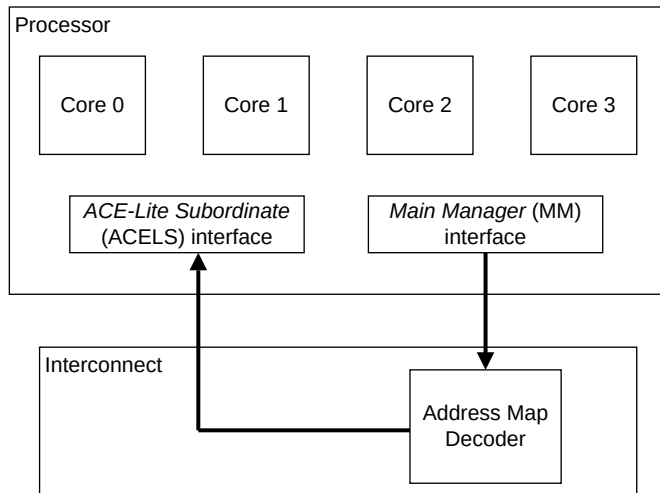 Processor
Core 0
Core 1
Core 2
Core 3
ACE-Lite Subordinate
(ACELS) interface
Main Manager (MM)
interface
Interconnect
Address Map
Decoder